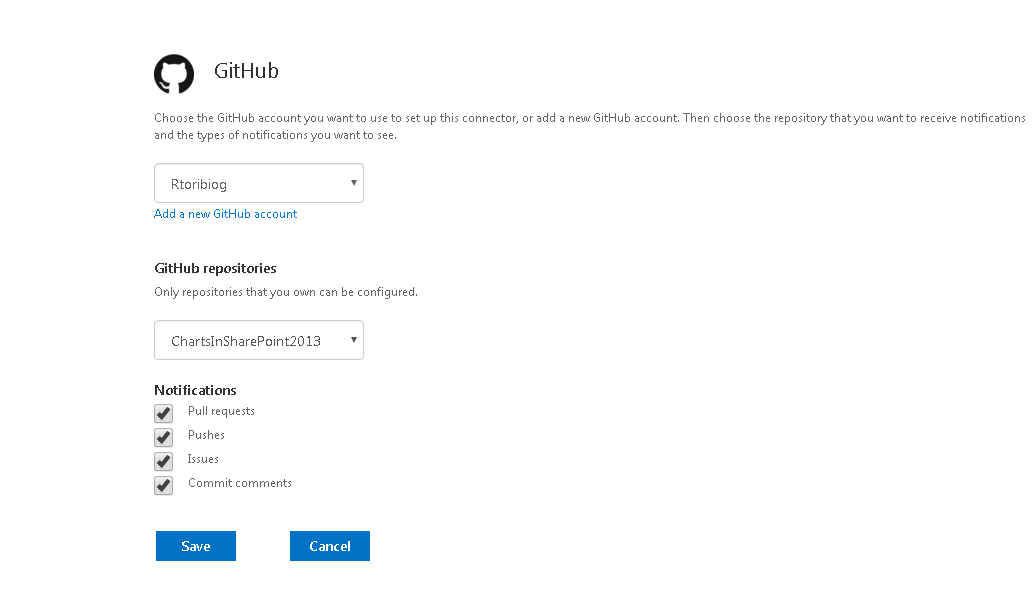 GitHub
Choose the GitHub account you want to use to set up this connector, or add a new GitHub account. Then choose the repository that you want to receive notifications
and the types of notifications you want to see.
Rtoribiog
Add a new GitHub account
GitHub repositories
Only repositories that you own can be configured.
ChartsInSharePoint2013
Notifications
Pull requests
Pushes
Issues
Commit comments
Save Cancel